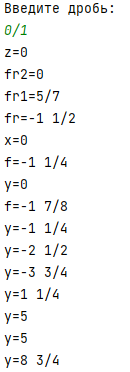 Введите дробь:
0/1
z=0
fr2=0
fr1=5/7
fr=-1 1/2
x=0
f=-1 1/4
y=0
f=-1 7/8
y=-1 1/4
y=-2 1/2
y=-3 3/4
y=1 1/4
y=5
y=5
y=8 3/4